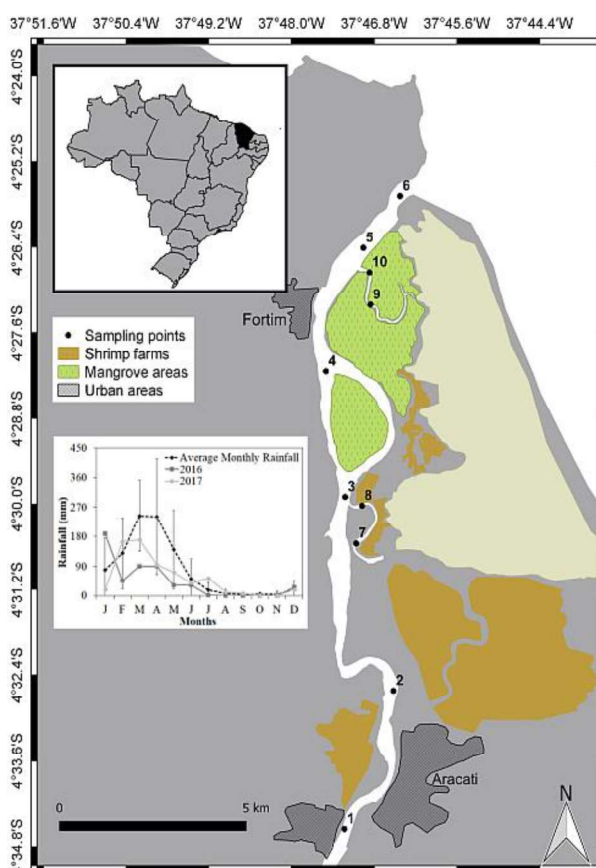 37°51.6'W 37°50.4'W 37°49.2'W 37°48.0'W 37°46.8'W 37°45.6'W 37°44.4'W
4°24.0'S
4°25.2'S
4°26.4'S
4°27.6'S
4°28.8'S
4°30.0'S
4°31.2'S
4°32.4'S
4°33.6'S
4°34.8'S
6
5
10
9
Fortim
Sampling points
Shrimp farms
Mangrove areas
Urban areas
4
450
360
270
180
90
0
Rainfall (mm)
Average Monthly Rainfall
2016
2017
J F M A M J J A S O N D
Months
3
8
7
2
Aracati
1
0 5 km
N